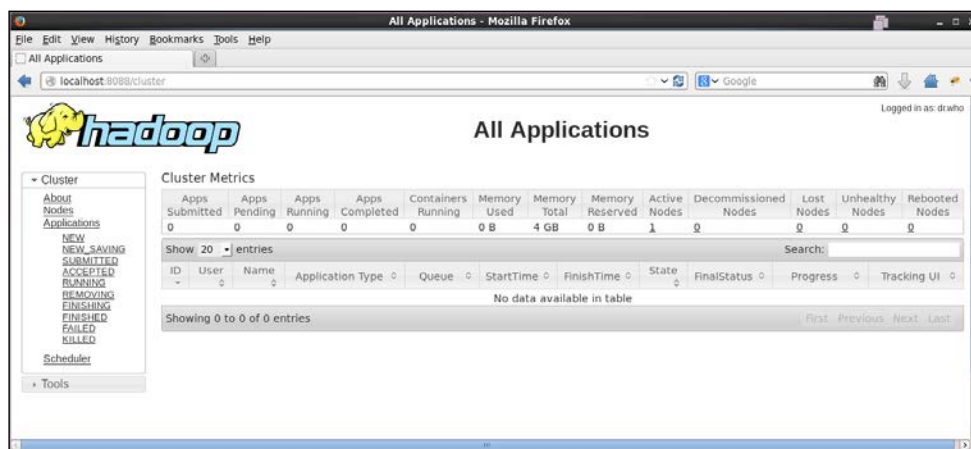 All Applications - Mozilla Firefox
File Edit View History Bookmarks Tools Help
All Applications
localhost:8088/cluster
Google
Logged in as: dr.who
hadoop
All Applications
Cluster
About
Nodes
Applications
NEW
NEW_SAVING
SUBMITTED
ACCEPTED
RUNNING
REMOVING
FINISHING
FINISHED
FAILED
KILLED
Scheduler
Tools
Cluster Metrics
Apps Submitted Apps Pending Apps Running Apps Completed Containers Running Memory Used Memory Total Memory Reserved Active Nodes Decommissioned Nodes Lost Nodes Unhealthy Nodes Rebooted Nodes
0 0 0 0 0 0 B 4 GB 0 B 1 0 0 0 0
Show 20 entries Search:
ID User Name Application Type Queue StartTime FinishTime State FinalStatus Progress Tracking UI
No data available in table
Showing 0 to 0 of 0 entries First Previous Next Last